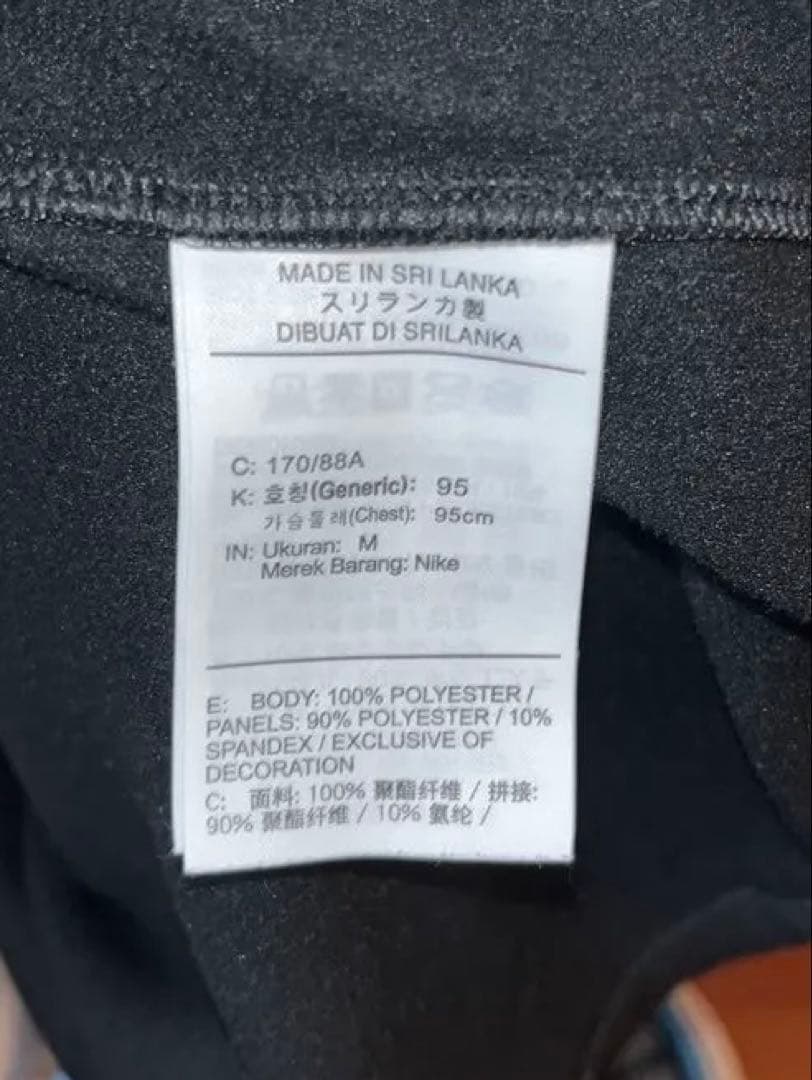 MADE IN SRI LANKA
スリランカ製
DIBUAT DI SRILANKA
C: 170/88A
K: 호칭(Generic): 95
가슴둘레(Chest): 95cm
IN: Ukuran: M
Merek Barang: Nike
E: BODY: 100% POLYESTER /
PANELS: 90% POLYESTER / 10%
SPANDEX / EXCLUSIVE OF
DECORATION
C: 面料: 100% 聚酯纤维 / 拼接:
90% 聚酯纤维 / 10% 氨纶 /